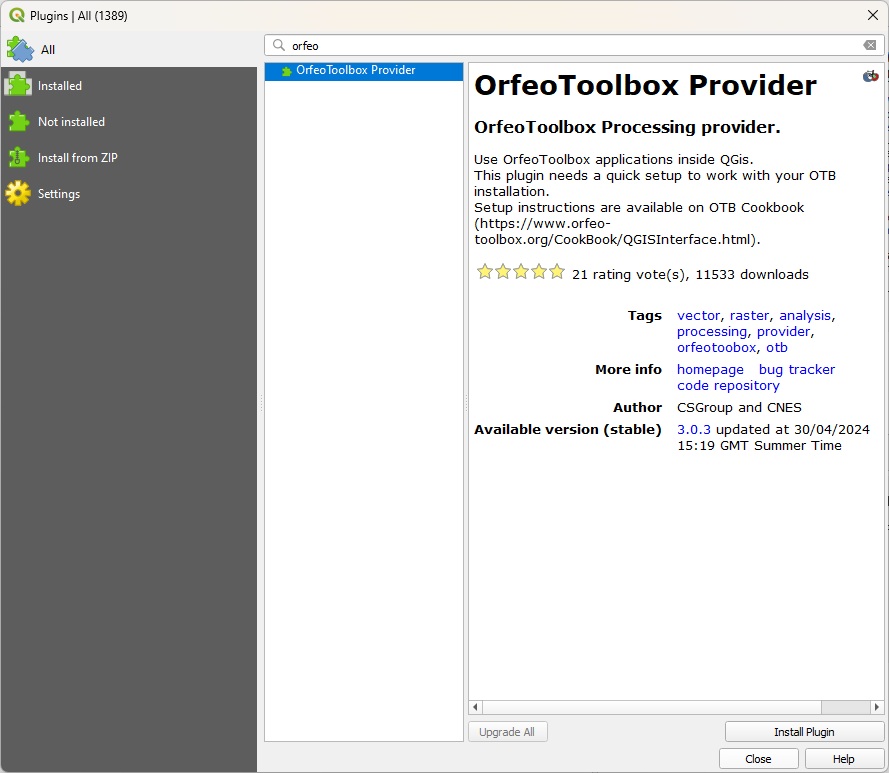 Plugins | All (1389)
All
Installed
Not installed
Install from ZIP
Settings
orfeo
OrfeoToolbox Provider
OrfeoToolbox Provider
OrfeoToolbox Processing provider.
Use OrfeoToolbox applications inside QGis.
This plugin needs a quick setup to work with your OTB
installation.
Setup instructions are available on OTB Cookbook
(https://www.orfeo-
toolbox.org/CookBook/QGISInterface.html).
21 rating vote(s), 11533 downloads
Tags vector, raster, analysis,
processing, provider,
orfeotoobox, otb
More info homepage bug tracker
code repository
Author CSGroup and CNES
Available version (stable) 3.0.3 updated at 30/04/2024
15:19 GMT Summer Time
Upgrade All
Install Plugin
Close
Help